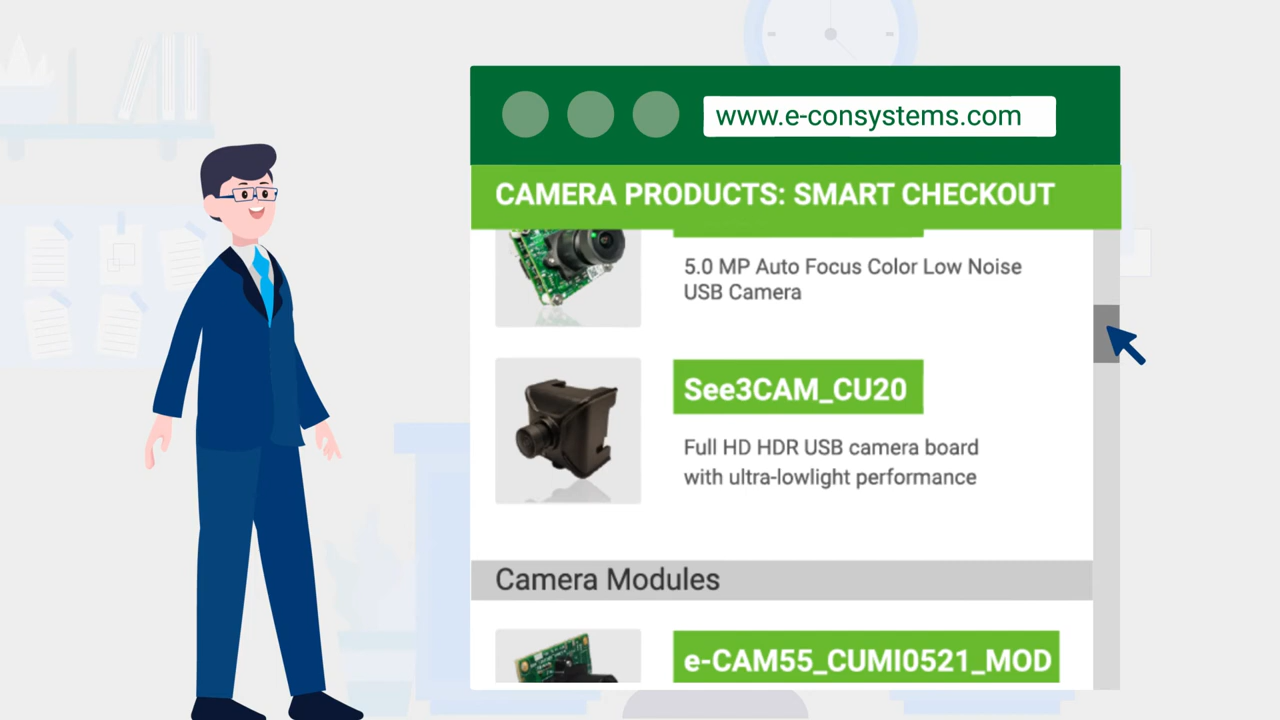 www.e-consystems.com
CAMERA PRODUCTS: SMART CHECKOUT
5.0 MP Auto Focus Color Low Noise
USB Camera
See3CAM_CU20
Full HD HDR USB camera board
with ultra-lowlight performance
Camera Modules
e-CAM55_CUMI0521_MOD